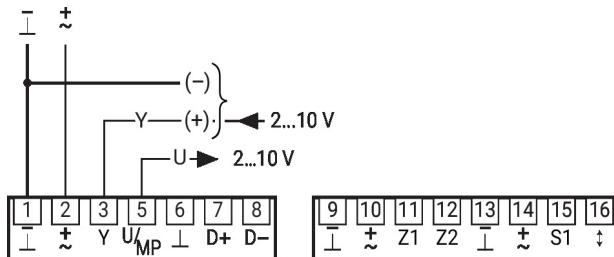 ⊥ ~
(–)
Y (+) 2...10 V
U 2...10 V
1 2 3 5 6 7 8 9 10 11 12 13 14 15 16
⊥ ~ Y U/MP ⊥ D+ D– ⊥ ~ Z1 Z2 ⊥ ~ S1 ↕